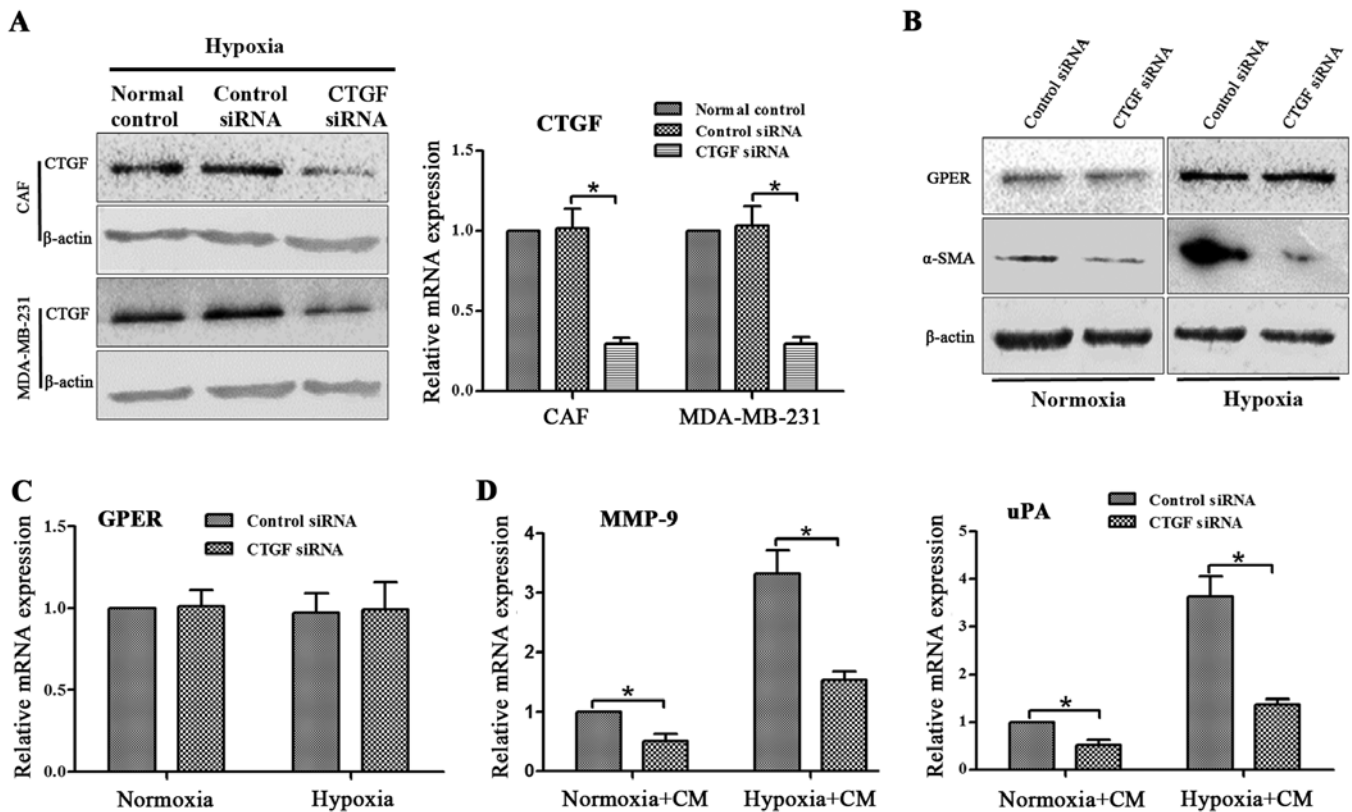 A
Hypoxia
Normal control
Control siRNA
CTGF siRNA
CAF
CTGF
β-actin
MDA-MB-231
CTGF
β-actin
CTGF
Normal control
Control siRNA
CTGF siRNA
Relative mRNA expression
1.5
1.0
0.5
0.0
*
*
CAF
MDA-MB-231
B
Control siRNA
CTGF siRNA
Control siRNA
CTGF siRNA
GPER
α-SMA
β-actin
Normoxia
Hypoxia
C
GPER
Control siRNA
CTGF siRNA
Relative mRNA expression
1.5
1.0
0.5
0.0
Normoxia
Hypoxia
D
MMP-9
Relative mRNA expression
4
3
2
1
0
*
*
Normoxia+CM
Hypoxia+CM
uPA
Control siRNA
CTGF siRNA
Relative mRNA expression
5
4
3
2
1
0
*
*
Normoxia+CM
Hypoxia+CM